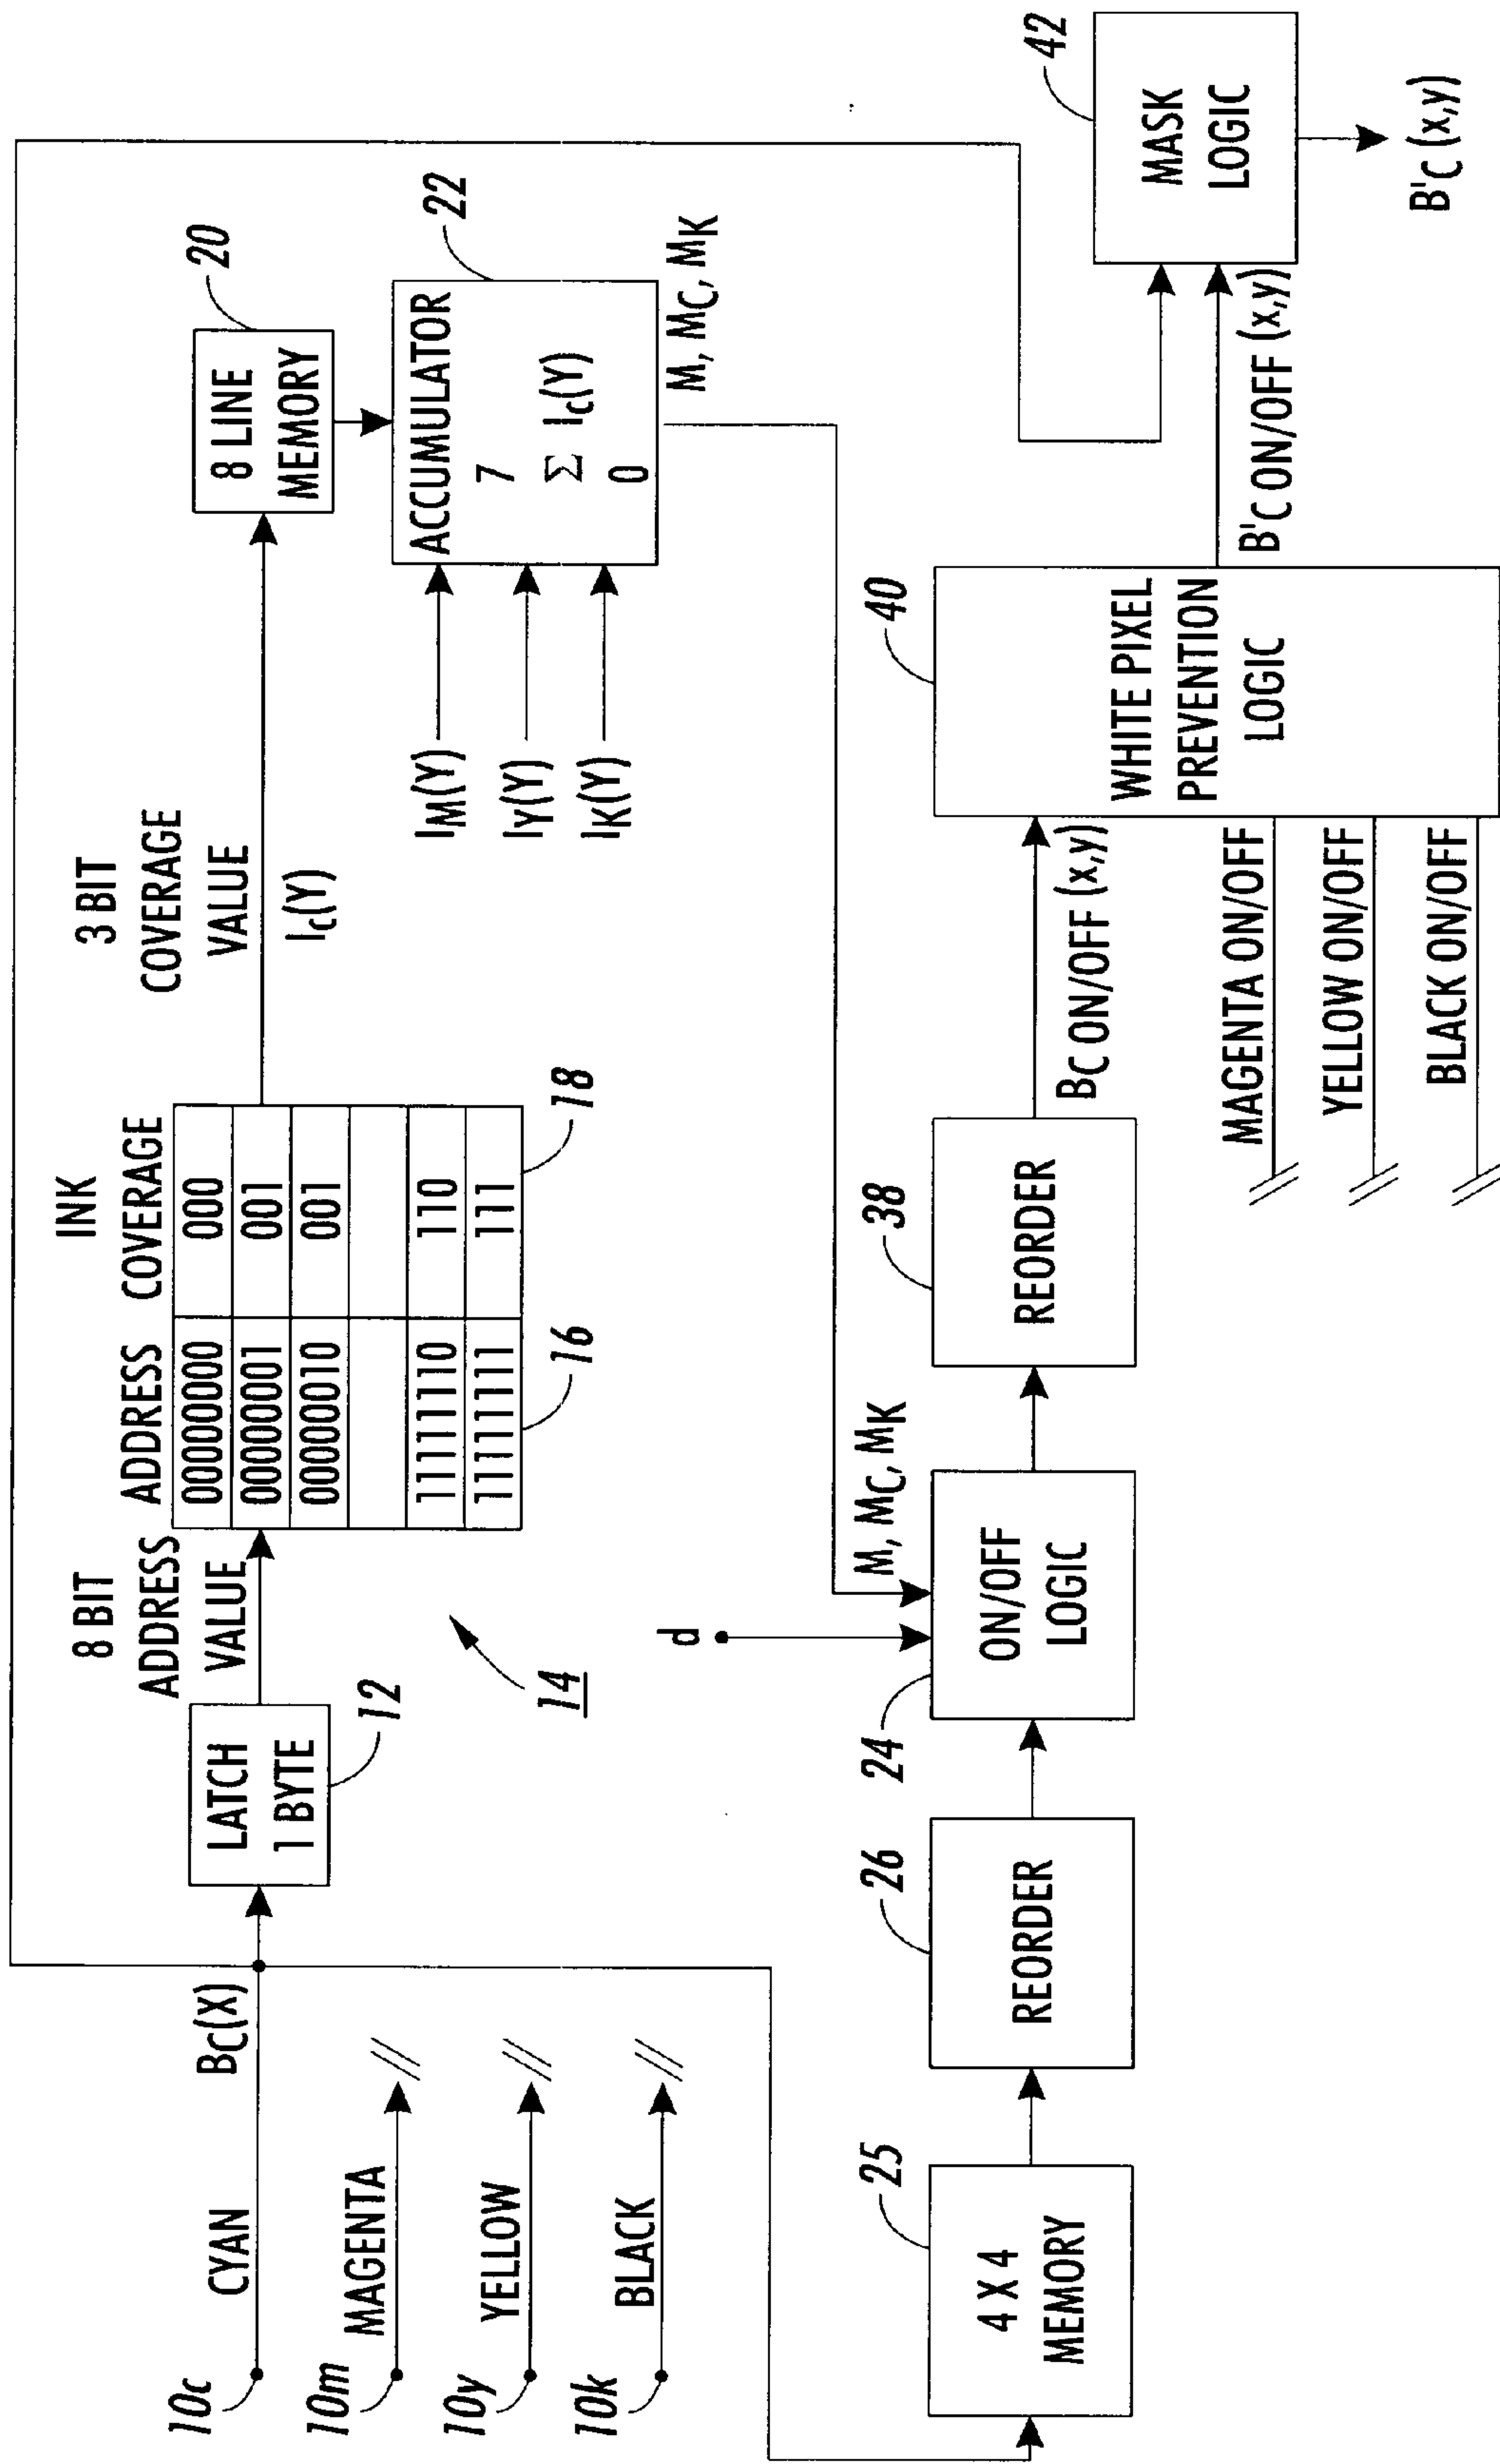 10c
CYAN
BC(X)
10m
MAGENTA
10y
YELLOW
10k
BLACK
LATCH
1 BYTE
12
8 BIT
ADDRESS
VALUE
14
ADDRESS
INK
COVERAGE
00000000 000
00000001 001
00000010 001
11111110 110
11111111 111
16
18
3 BIT
COVERAGE
VALUE
Ic(Y)
8 LINE
MEMORY
20
ACCUMULATOR
7
Σ Ic(Y)
0
22
IM(Y)
IY(Y)
IK(Y)
M, MC, MK
4 X 4
MEMORY
25
REORDER
26
ON/OFF
LOGIC
24
d
M, MC, MK
REORDER
38
BC ON/OFF (x,y)
MAGENTA ON/OFF
YELLOW ON/OFF
BLACK ON/OFF
WHITE PIXEL
PREVENTION
LOGIC
40
B'C ON/OFF (x,y)
MASK
LOGIC
42
B'C (x,y)